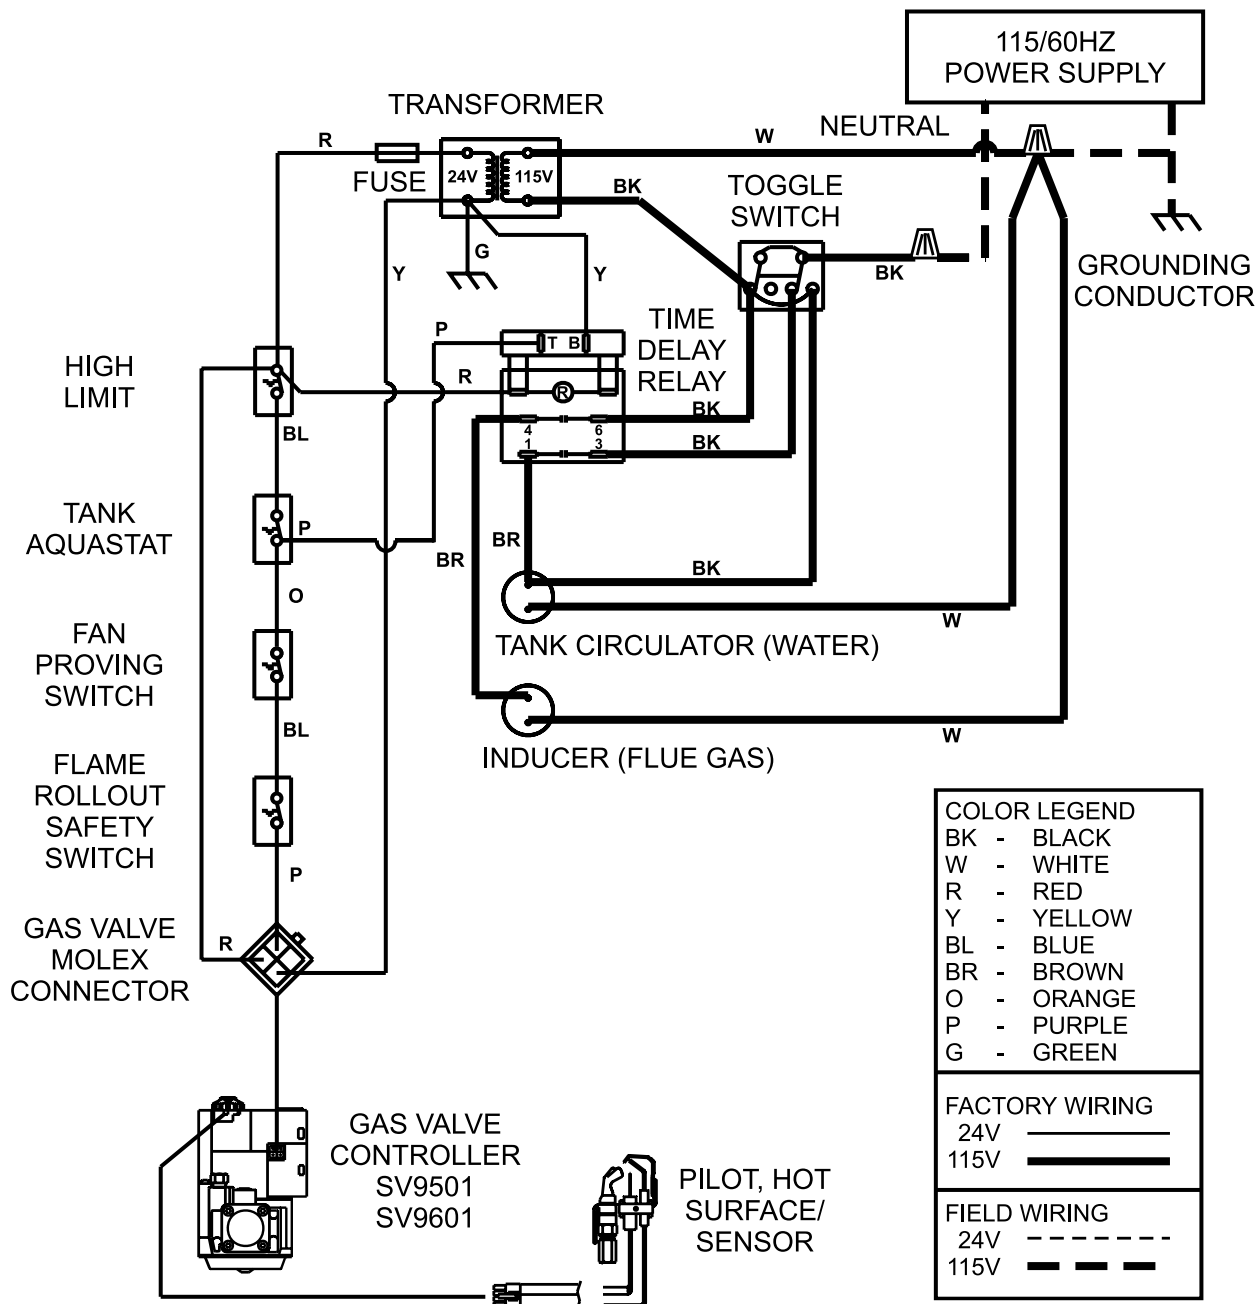 115/60HZ
POWER SUPPLY
TRANSFORMER
NEUTRAL
W
R
FUSE
24V
115V
BK
TOGGLE
SWITCH
G
Y
Y
BK
GROUNDING
CONDUCTOR
HIGH
LIMIT
P
T B
TIME
DELAY
RELAY
R
R
BK
4
6
1
3
BK
BL
TANK
AQUASTAT
P
BR
BR
BK
O
W
TANK CIRCULATOR (WATER)
FAN
PROVING
SWITCH
BL
W
INDUCER (FLUE GAS)
FLAME
ROLLOUT
SAFETY
SWITCH
P
GAS VALVE
MOLEX
CONNECTOR
R
COLOR LEGEND
BK - BLACK
W - WHITE
R - RED
Y - YELLOW
BL - BLUE
BR - BROWN
O - ORANGE
P - PURPLE
G - GREEN
FACTORY WIRING
24V
115V
FIELD WIRING
24V
115V
GAS VALVE
CONTROLLER
SV9501
SV9601
PILOT, HOT
SURFACE/
SENSOR